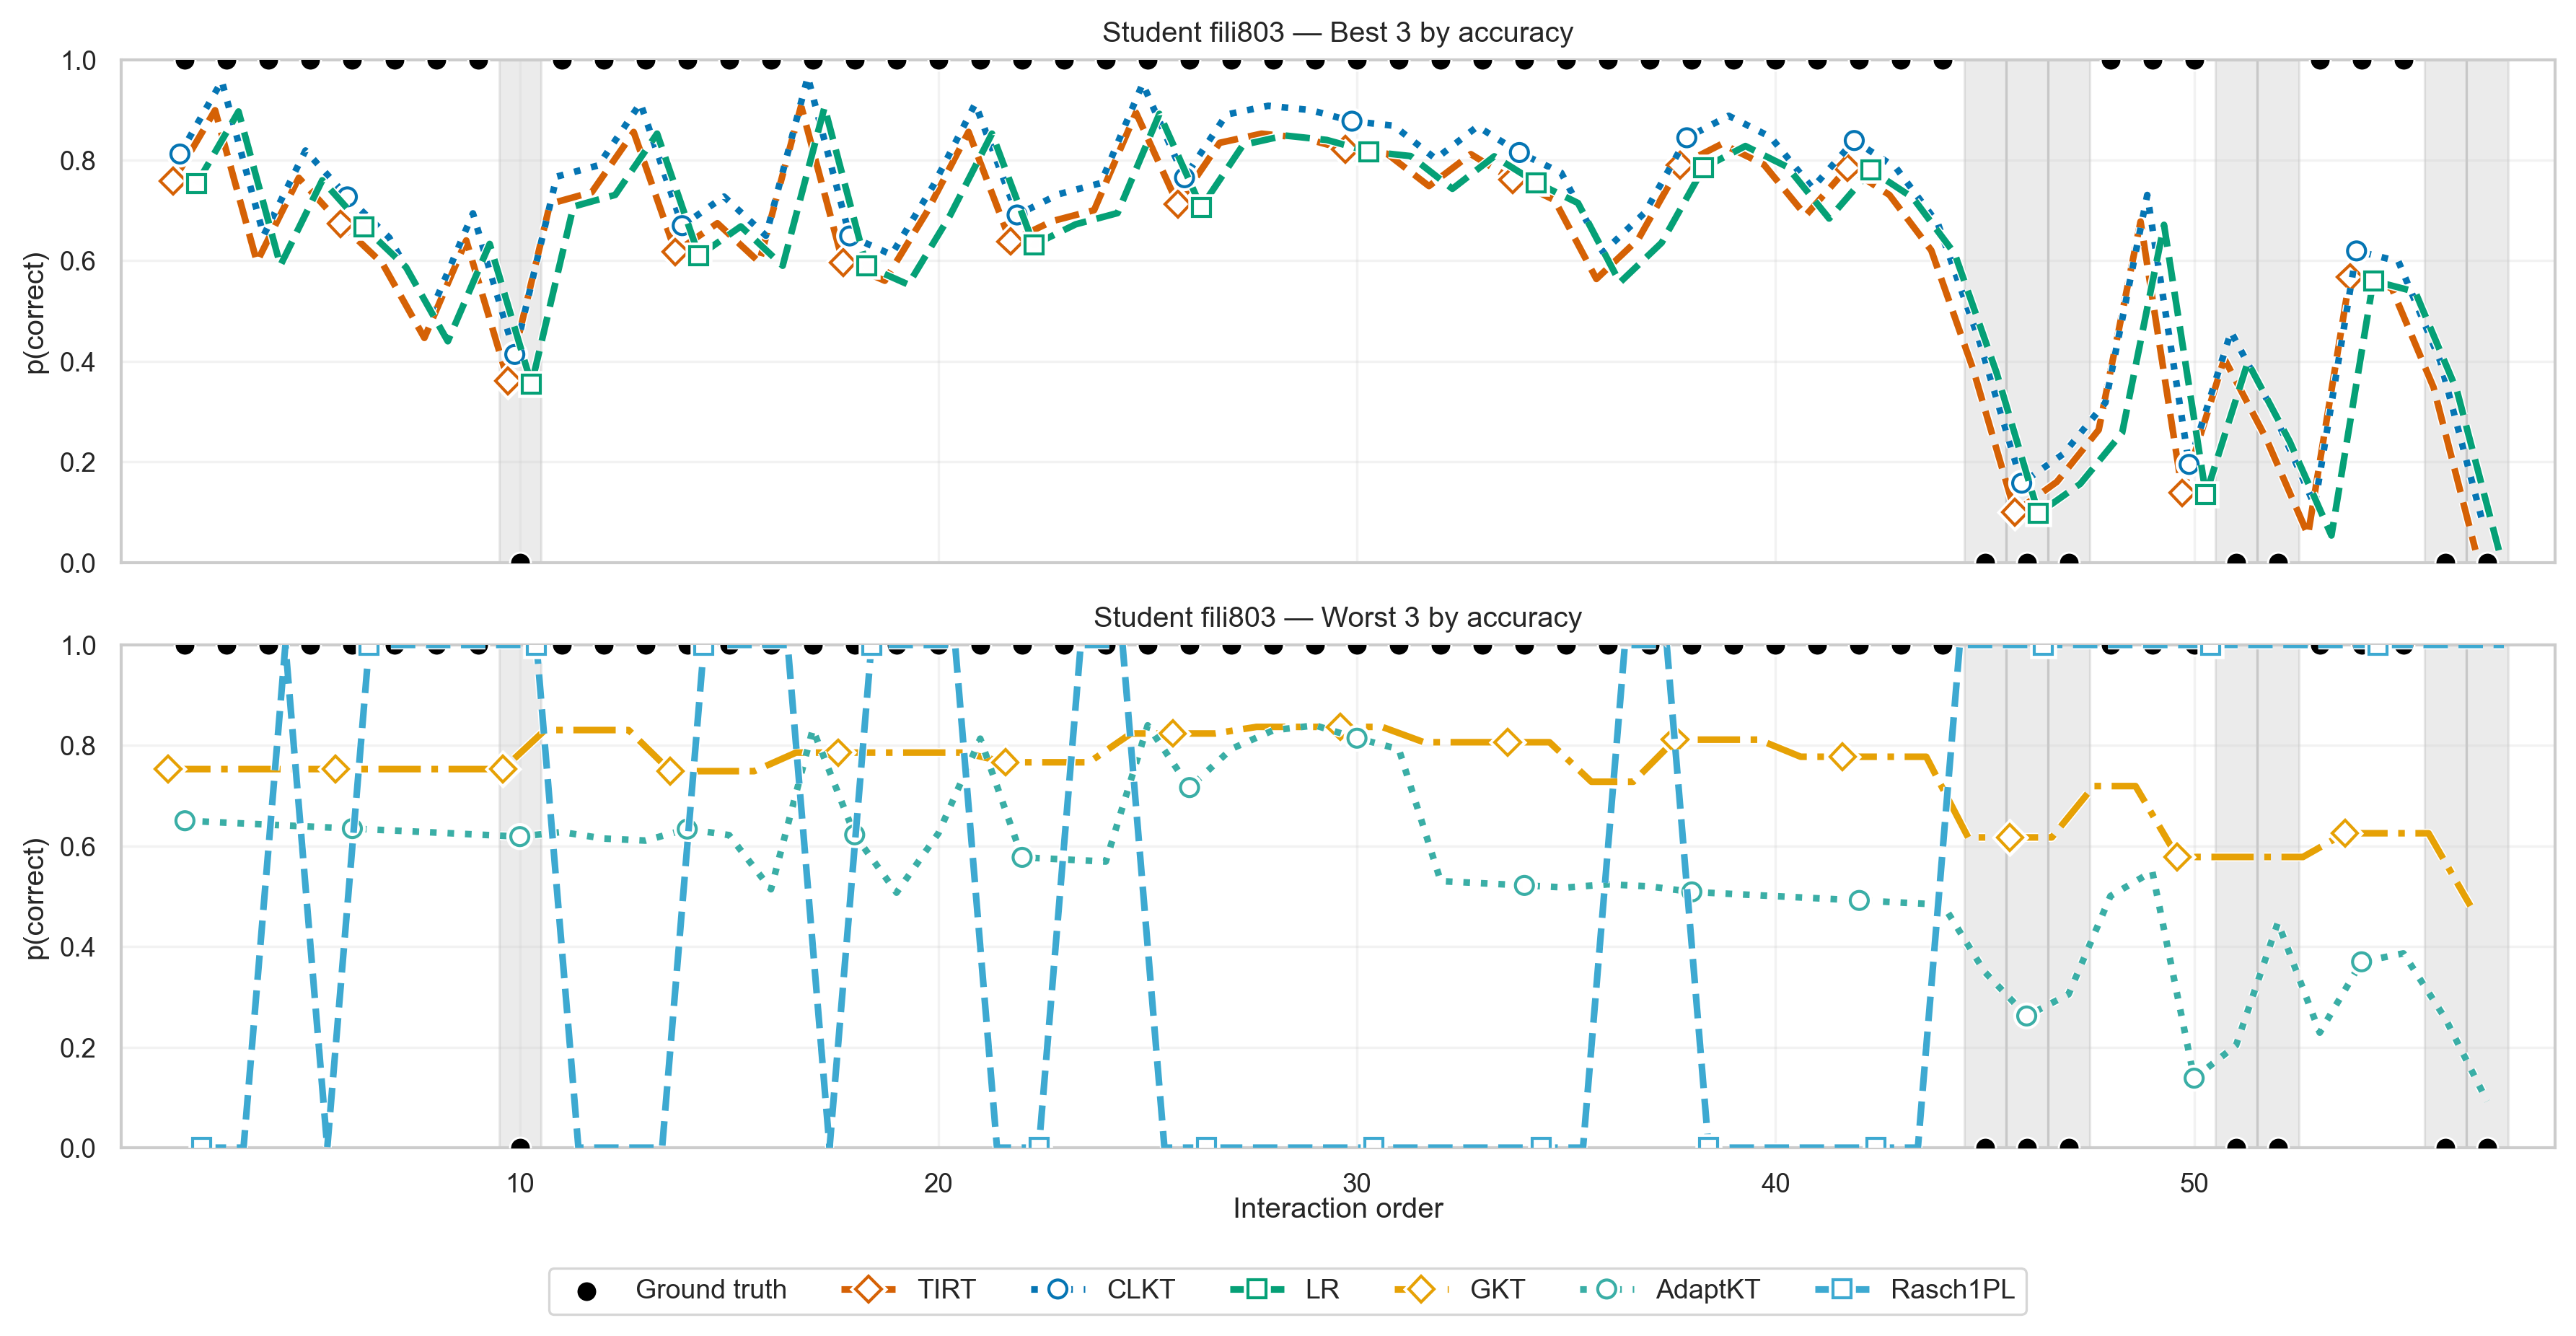 Student fili803 — Best 3 by accuracy
1.0
0.8
0.6
0.4
0.2
0.0
p(correct)
Student fili803 — Worst 3 by accuracy
1.0
0.8
0.6
0.4
0.2
0.0
p(correct)
10 20 30 40 50
Interaction order
Ground truth TIRT CLKT LR GKT AdaptKT Rasch1PL